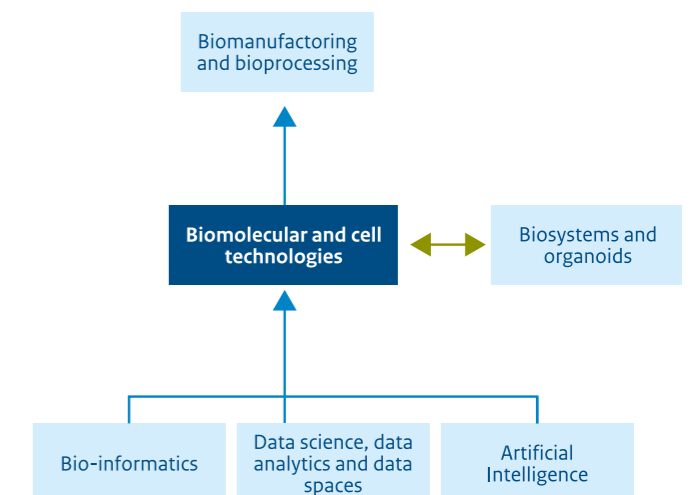 Biomanufactoring
and bioprocessing
Biomolecular and cell
technologies
Biosystems and
organoids
Bio-informatics
Data science, data
analytics and data
spaces
Artificial
Intelligence